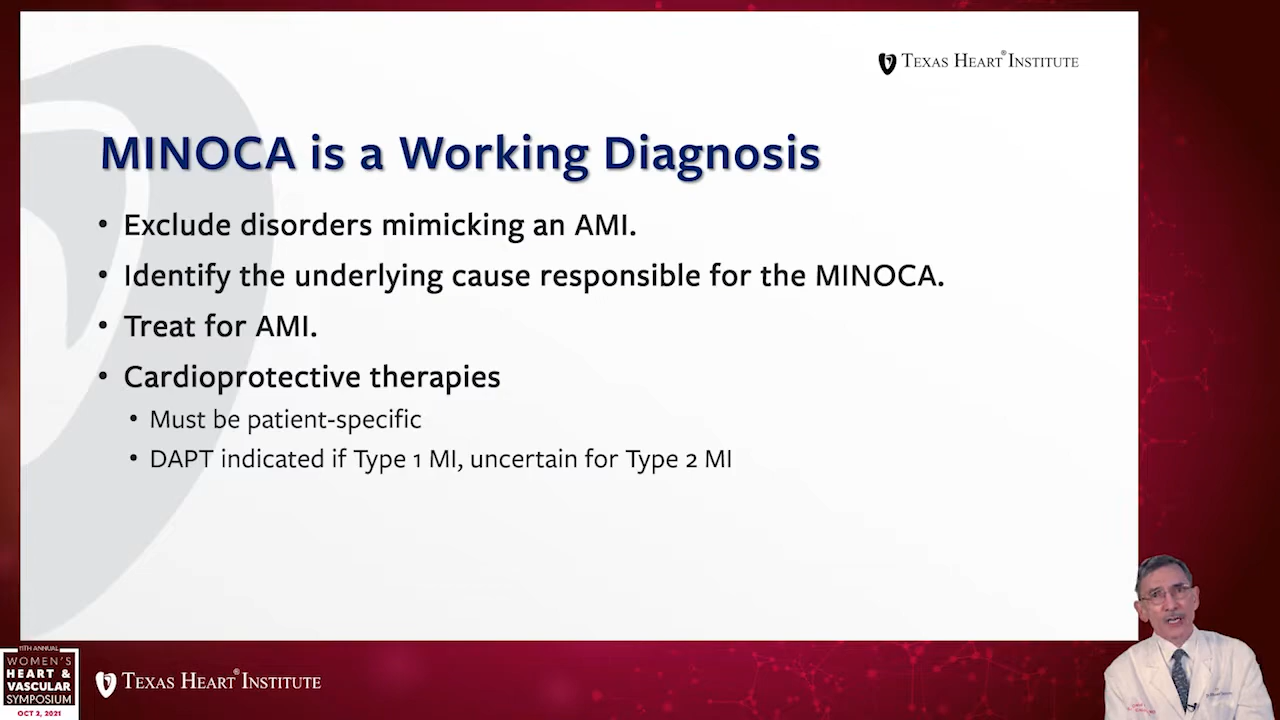 TEXAS HEART® INSTITUTE
MINOCA is a Working Diagnosis
• Exclude disorders mimicking an AMI.
• Identify the underlying cause responsible for the MINOCA.
• Treat for AMI.
• Cardioprotective therapies
• Must be patient-specific
• DAPT indicated if Type 1 MI, uncertain for Type 2 MI
11TH ANNUAL
WOMEN'S
HEART &
VASCULAR
SYMPOSIUM
OCT 2, 2021
TEXAS HEART® INSTITUTE